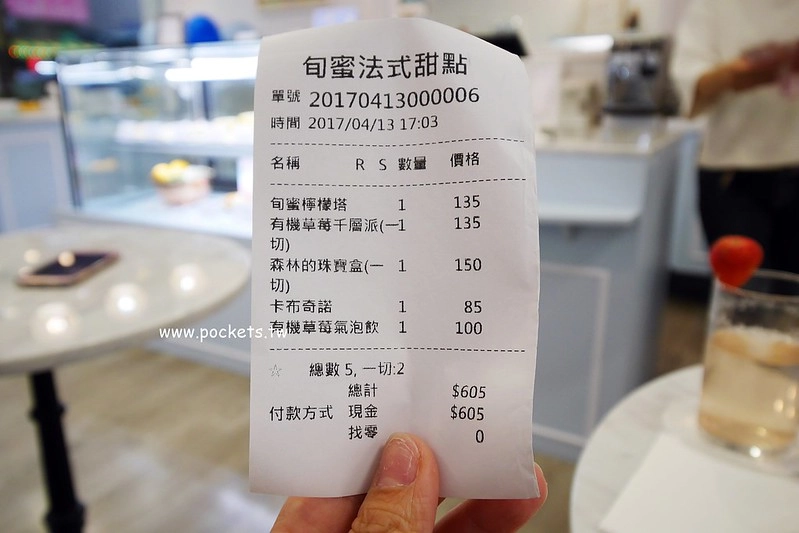 旬蜜法式甜點
單號 20170413000006
時間 2017/04/13 17:03
名稱 R S 數量 價格
旬蜜檸檬塔 1 135
有機草莓千層派(一 1 135
切)
森林的珠寶盒(一 1 150
切)
卡布奇諾 1 85
有機草莓氣泡飲 1 100
☆ 總數 5, 一切:2
總計 $605
付款方式 現金 $605
找零 0
www.pockets.tw